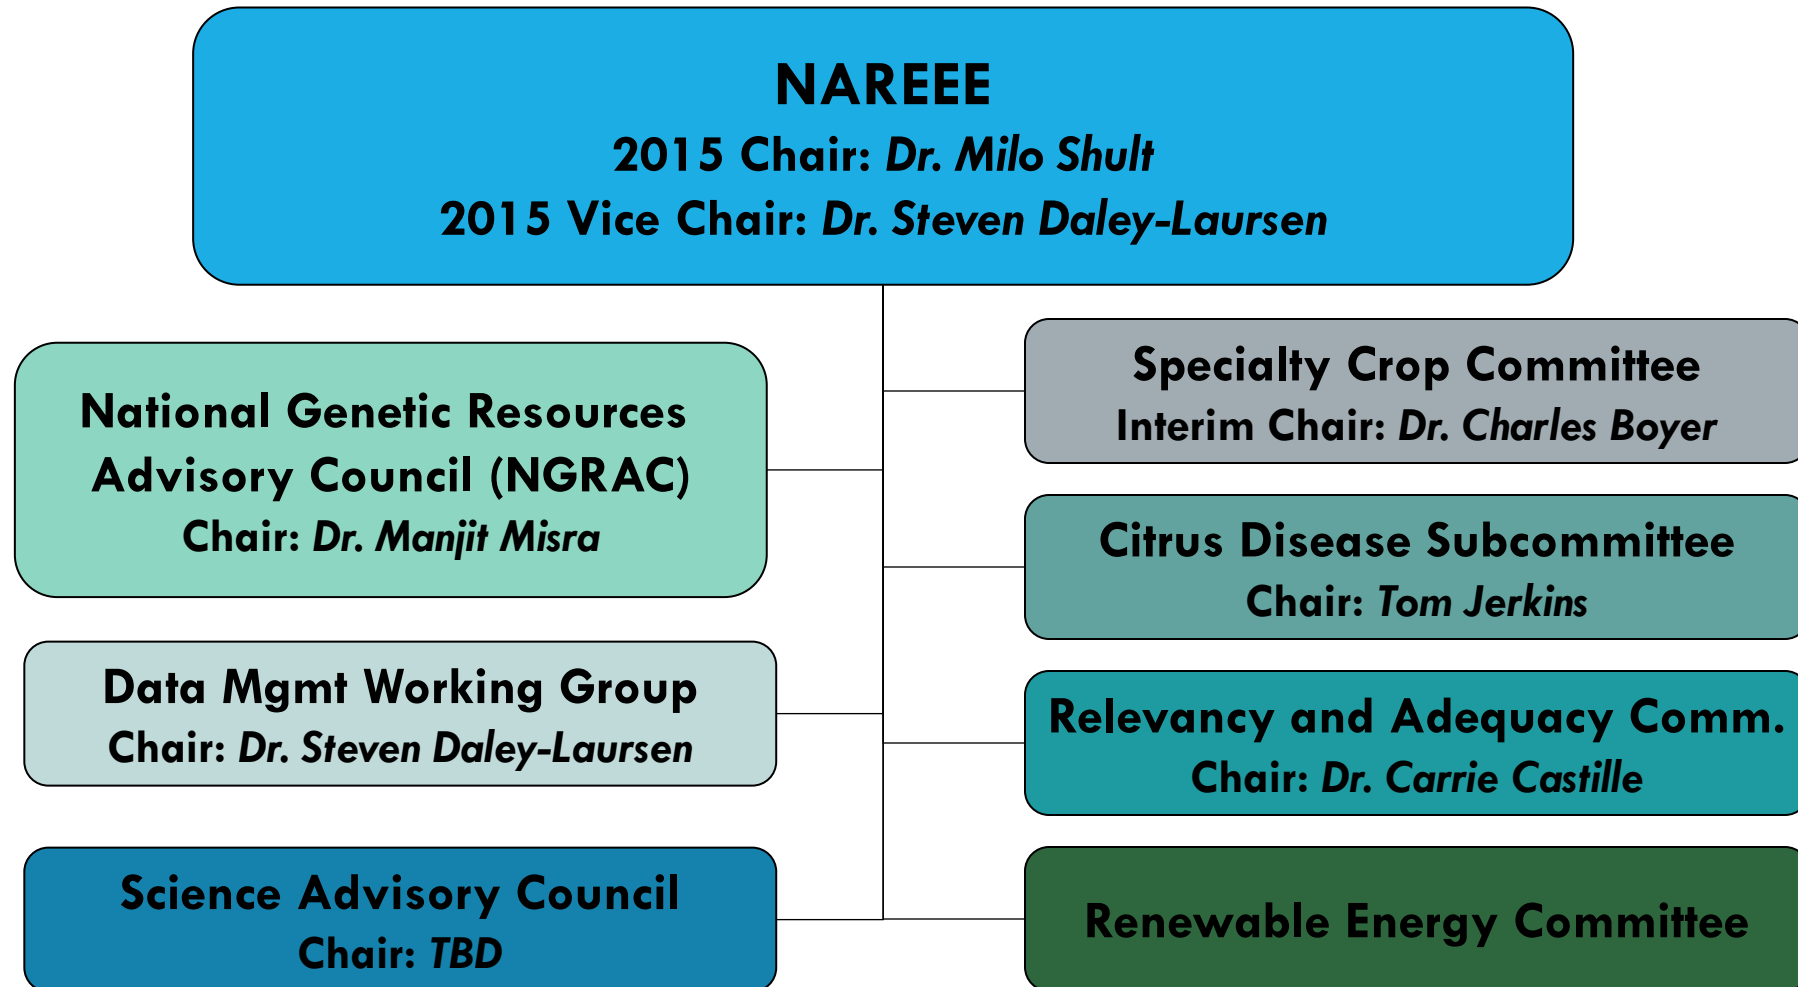 NAREEE
2015 Chair: Dr. Milo Shult
2015 Vice Chair: Dr. Steven Daley-Laursen
National Genetic Resources
Advisory Council (NGRAC)
Chair: Dr. Manjit Misra
Data Mgmt Working Group
Chair: Dr. Steven Daley-Laursen
Science Advisory Council
Chair: TBD
Specialty Crop Committee
Interim Chair: Dr. Charles Boyer
Citrus Disease Subcommittee
Chair: Tom Jerkins
Relevancy and Adequacy Comm.
Chair: Dr. Carrie Castille
Renewable Energy Committee